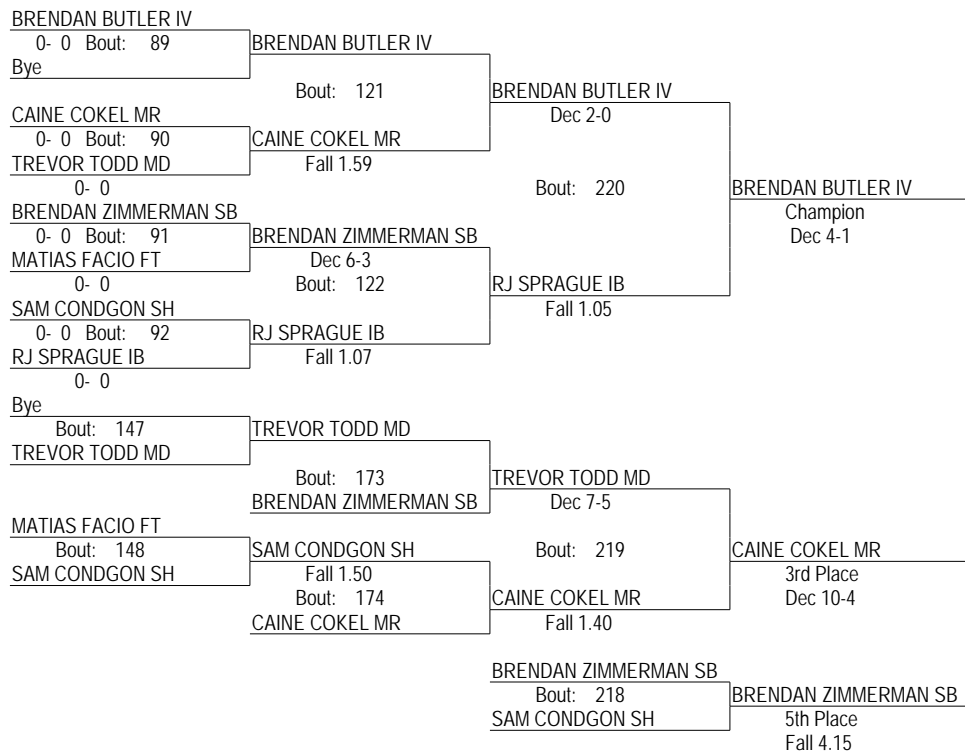 BRENDAN BUTLER IV
0- 0 Bout: 89
BRENDAN BUTLER IV
Bye
Bout: 121
BRENDAN BUTLER IV
CAINE COKEL MR
Dec 2-0
0- 0 Bout: 90
CAINE COKEL MR
TREVOR TODD MD
Fall 1.59
0- 0
Bout: 220
BRENDAN BUTLER IV
BRENDAN ZIMMERMAN SB
Champion
0- 0 Bout: 91
BRENDAN ZIMMERMAN SB
Dec 4-1
MATIAS FACIO FT
Dec 6-3
0- 0
Bout: 122
RJ SPRAGUE IB
SAM CONDGON SH
Fall 1.05
0- 0 Bout: 92
RJ SPRAGUE IB
RJ SPRAGUE IB
Fall 1.07
0- 0
Bye
Bout: 147
TREVOR TODD MD
TREVOR TODD MD
Bout: 173
TREVOR TODD MD
BRENDAN ZIMMERMAN SB
Dec 7-5
MATIAS FACIO FT
Bout: 148
SAM CONDGON SH
Bout: 219
CAINE COKEL MR
SAM CONDGON SH
Fall 1.50
3rd Place
Bout: 174
CAINE COKEL MR
Dec 10-4
CAINE COKEL MR
Fall 1.40
BRENDAN ZIMMERMAN SB
Bout: 218
BRENDAN ZIMMERMAN SB
SAM CONDGON SH
5th Place
Fall 4.15